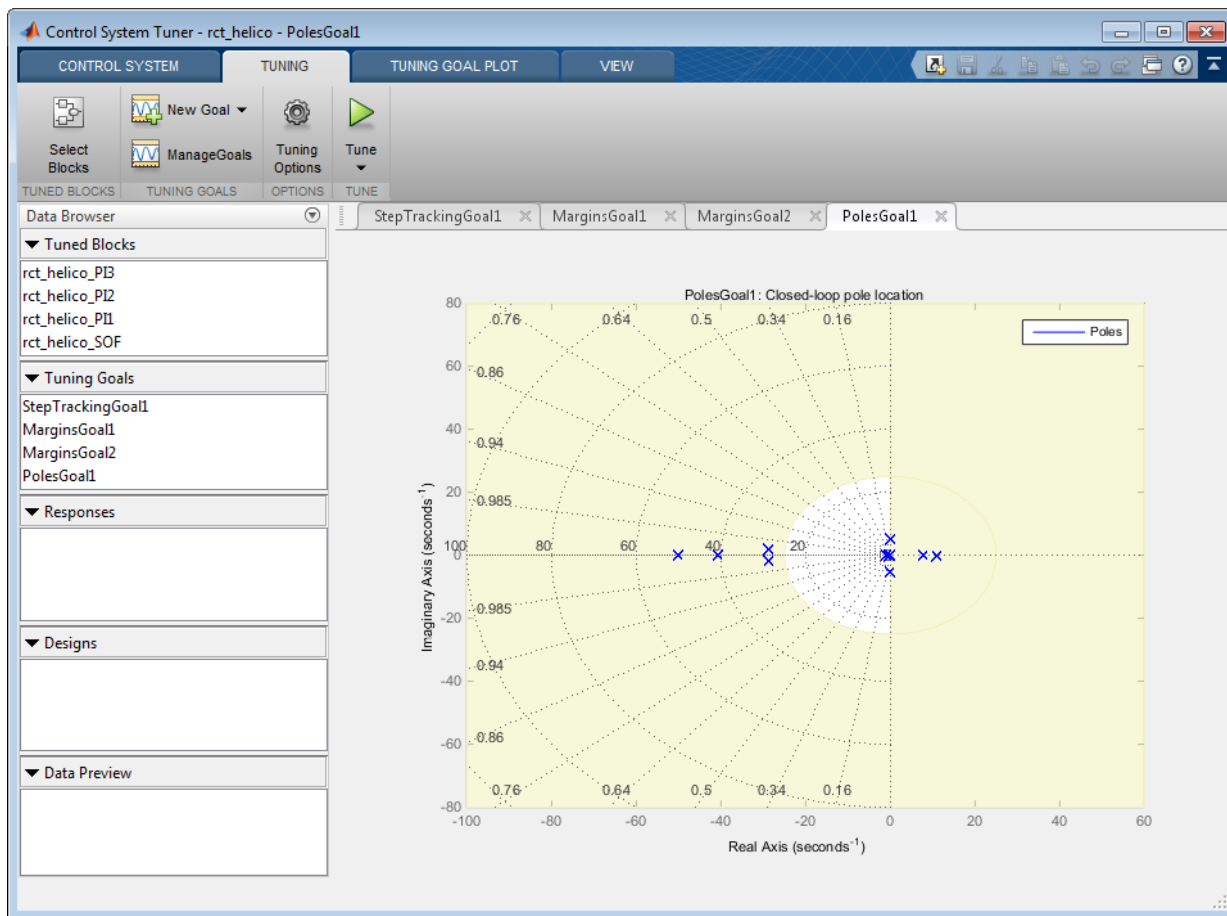 Control System Tuner - rct_helico - PolesGoal1
CONTROL SYSTEM TUNING TUNING GOAL PLOT VIEW
New Goal
ManageGoals
Select Blocks
Tuning Options
Tune
TUNED BLOCKS TUNING GOALS OPTIONS TUNE
Data Browser
StepTrackingGoal1 MarginsGoal1 MarginsGoal2 PolesGoal1
Tuned Blocks
rct_helico_PI3
rct_helico_PI2
rct_helico_PI1
rct_helico_SOF
Tuning Goals
StepTrackingGoal1
MarginsGoal1
MarginsGoal2
PolesGoal1
Responses
Designs
Data Preview
PolesGoal1: Closed-loop pole location
Poles
0.76 0.64 0.5 0.34 0.16
0.86
0.94
0.985
100 80 60 40 20
0.985
0.94
0.86
0.76 0.64 0.5 0.34 0.16
80
60
40
20
0
-20
-40
-60
-80
-100 -80 -60 -40 -20 0 20 40 60
Imaginary Axis (seconds⁻¹)
Real Axis (seconds⁻¹)